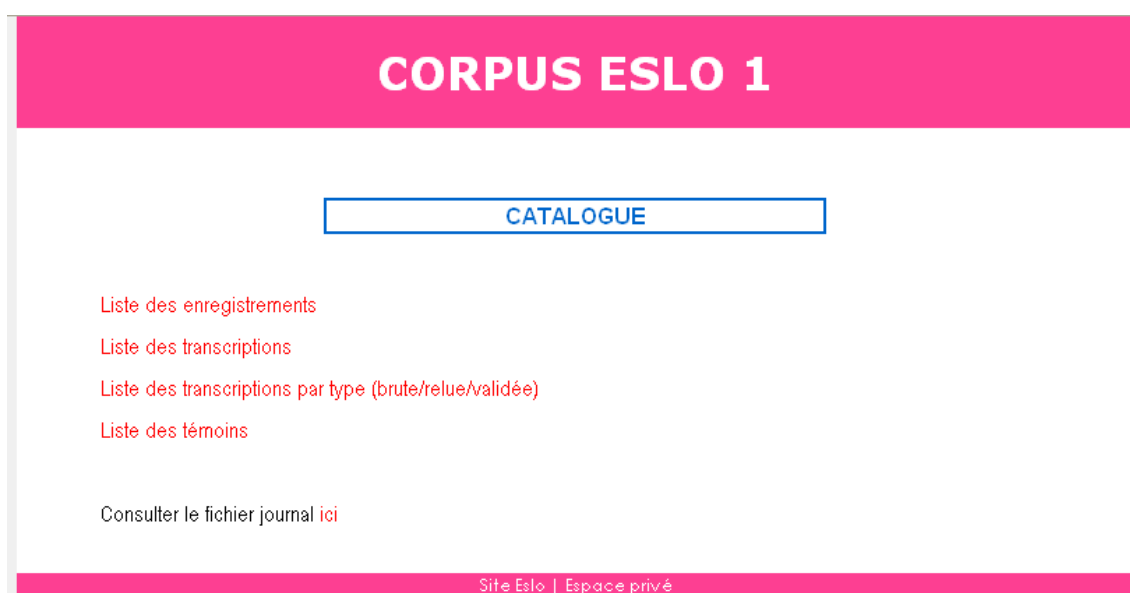 CORPUS ESLO 1
CATALOGUE
Liste des enregistrements
Liste des transcriptions
Liste des transcriptions par type (brute/relue/validée)
Liste des témoins
Consulter le fichier journal ici
Site Eslo | Espace privé